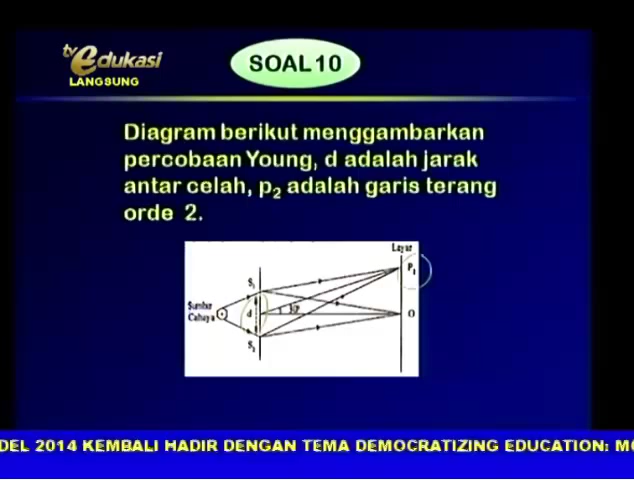 tv edukasi
LANGSUNG
SOAL 10
Diagram berikut menggambarkan
percobaan Young, d adalah jarak
antar celah, p₂ adalah garis terang
orde 2.
Layar
S₁
Sumber
Cahaya
d
O
S₂
DEL 2014 KEMBALI HADIR DENGAN TEMA DEMOCRATIZING EDUCATION: MO